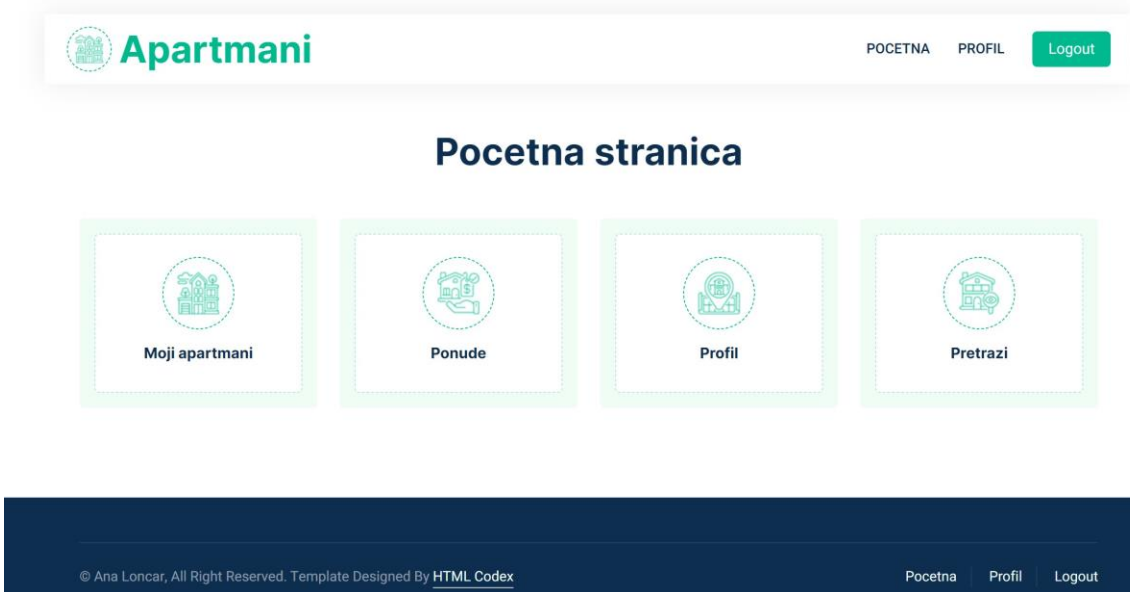 Apartmani
POCETNA PROFIL Logout
Pocetna stranica
Moji apartmani Ponude Profil Pretrazi
© Ana Loncar, All Right Reserved. Template Designed By HTML Codex Pocetna Profil Logout